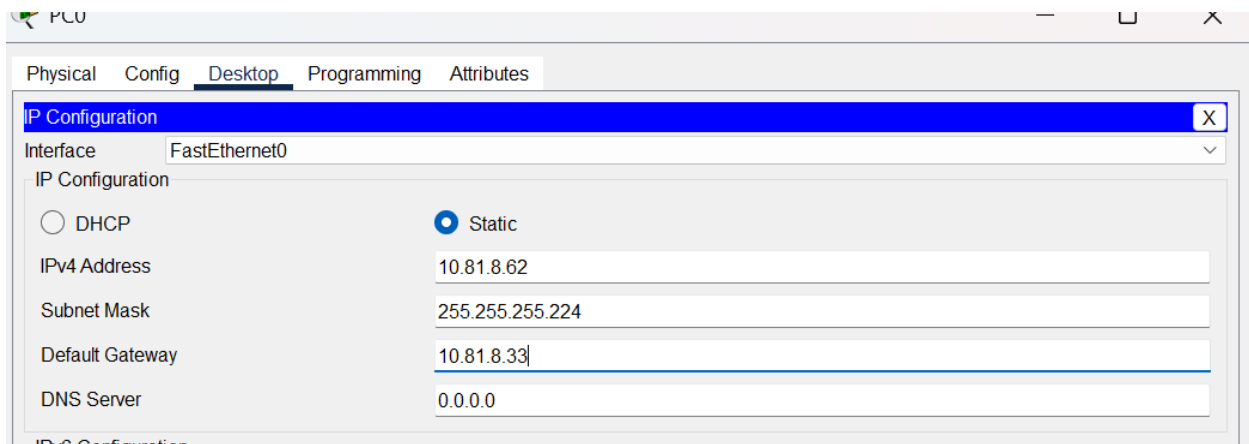 PC0
Physical Config Desktop Programming Attributes
IP Configuration X
Interface FastEthernet0
IP Configuration
DHCP Static
IPv4 Address 10.81.8.62
Subnet Mask 255.255.255.224
Default Gateway 10.81.8.33
DNS Server 0.0.0.0
IPv6 Configuration